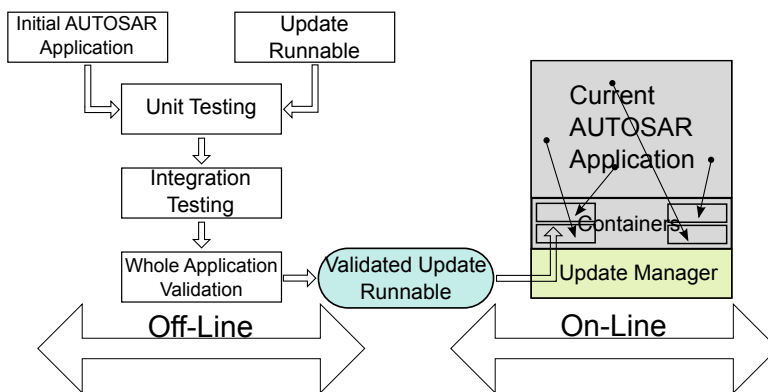 Initial AUTOSAR
Application
Update
Runnable
Unit Testing
Integration
Testing
Whole Application
Validation
Validated Update
Runnable
Current
AUTOSAR
Application
Containers
Update Manager
Off-Line
On-Line